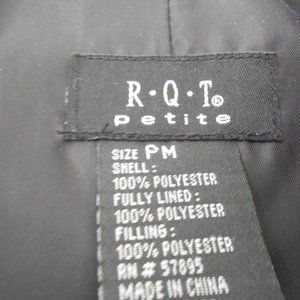 R·Q·T®
petite
SIZE PM
SHELL:
100% POLYESTER
FULLY LINED:
100% POLYESTER
FILLING:
100% POLYESTER
RN # 57895
MADE IN CHINA